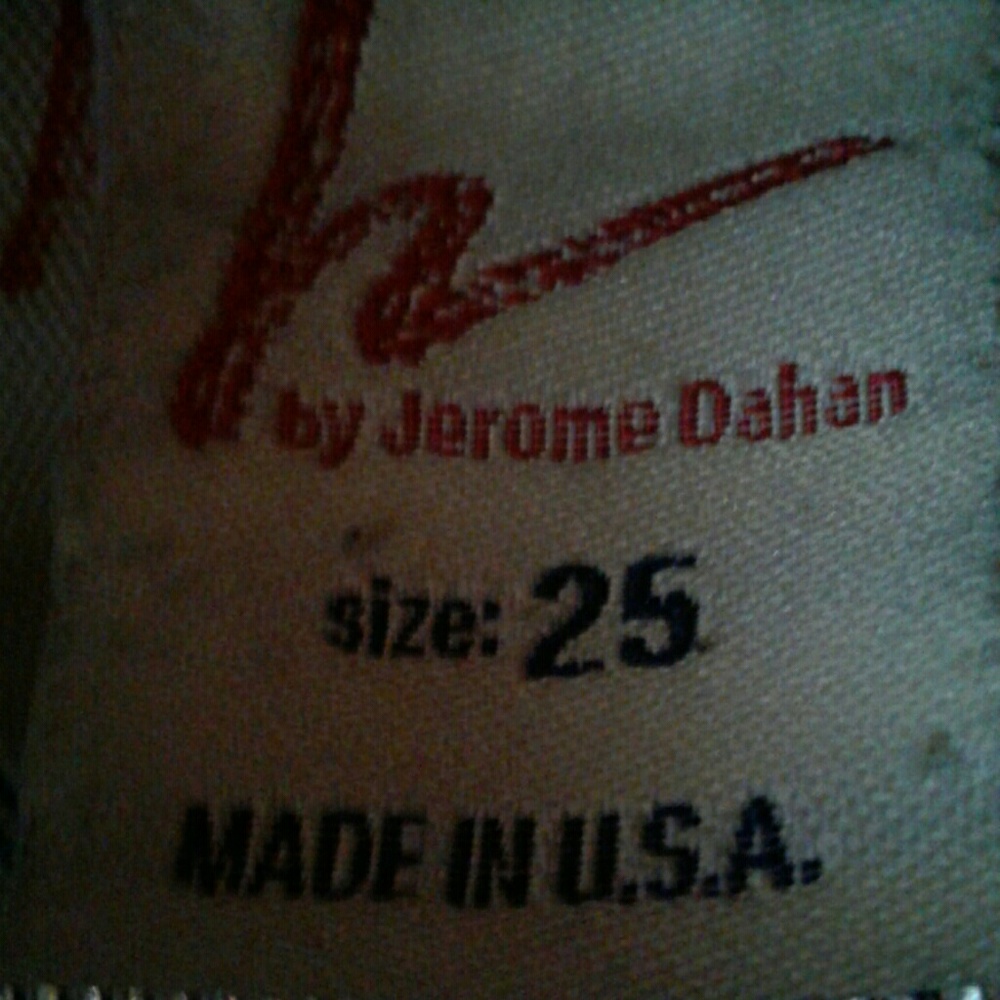 h
by Jerome Dahan
size: 25
MADE IN U.S.A.